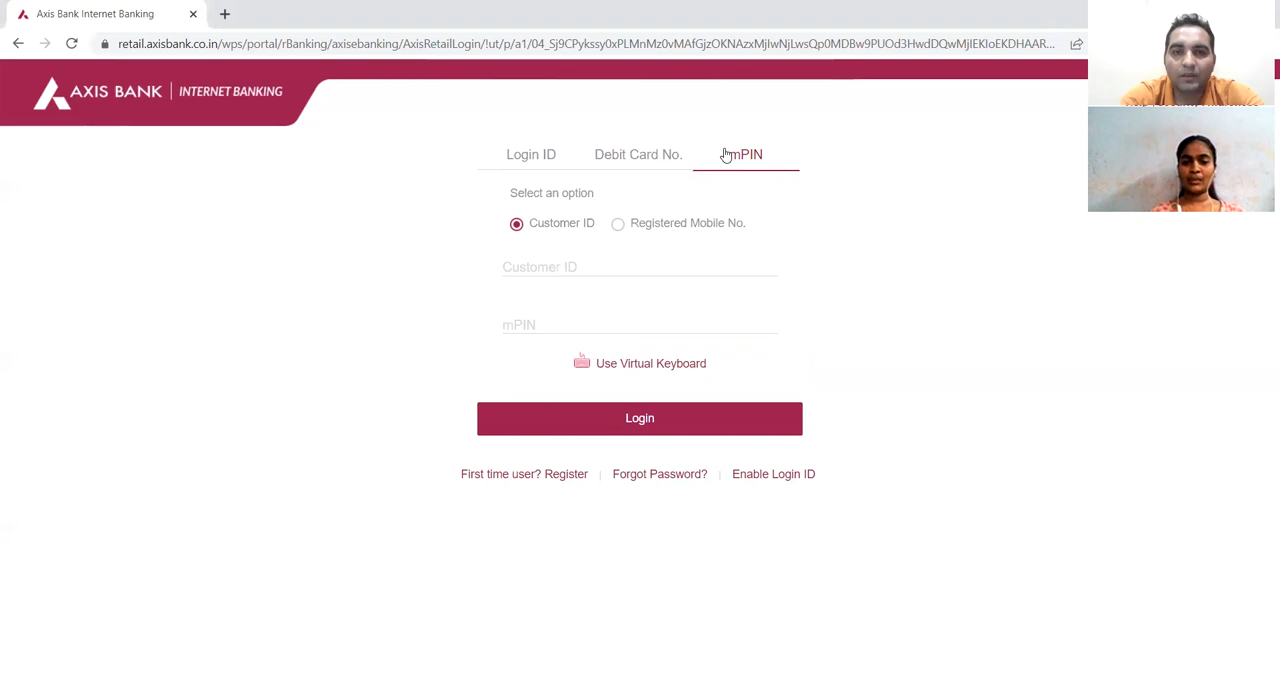 Axis Bank Internet Banking
retail.axisbank.co.in/wps/portal/rBanking/axisebanking/AxisRetailLogin/!ut/p/a1/04_Sj9CPykssy0xPLMnMz0vMAfGjzOKNAzxMjIwNjLwsQp0MDBw9PUOd3HwdDQwMjIEKIoEKDHAAR...
AXIS BANK | INTERNET BANKING
Login ID Debit Card No. mPIN
Select an option
Customer ID Registered Mobile No.
Customer ID
mPIN
Use Virtual Keyboard
Login
First time user? Register | Forgot Password? | Enable Login ID